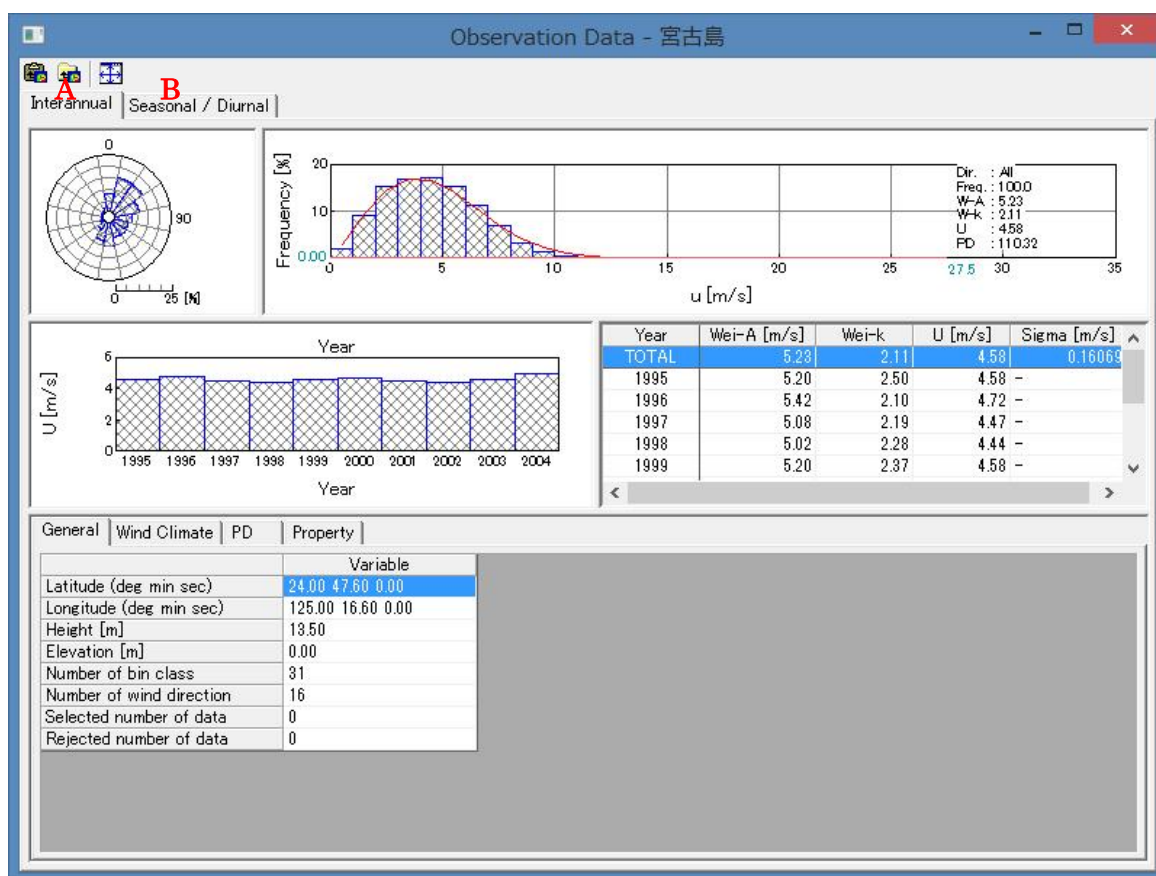 Observation Data - 宮古島
A B
Interannual Seasonal / Diurnal
0
90
0 25 [%]
Frequency [%]
20
10
0.00
0 5 10 15 20 25 27.5 30 35
u [m/s]
Dir. : All
Freq. : 100.0
W-A : 5.23
W-k : 2.11
U : 4.58
PD : 110.32
Year
U [m/s]
6
4
2
0
1995 1996 1997 1998 1999 2000 2001 2002 2003 2004
Year
Year Wei-A [m/s] Wei-k U [m/s] Sigma [m/s]
TOTAL 5.23 2.11 4.58 0.16069
1995 5.20 2.50 4.58 -
1996 5.42 2.10 4.72 -
1997 5.08 2.19 4.47 -
1998 5.02 2.28 4.44 -
1999 5.20 2.37 4.58 -
General Wind Climate PD Property
Variable
Latitude (deg min sec) 24.00 47.60 0.00
Longitude (deg min sec) 125.00 16.60 0.00
Height [m] 13.50
Elevation [m] 0.00
Number of bin class 31
Number of wind direction 16
Selected number of data 0
Rejected number of data 0